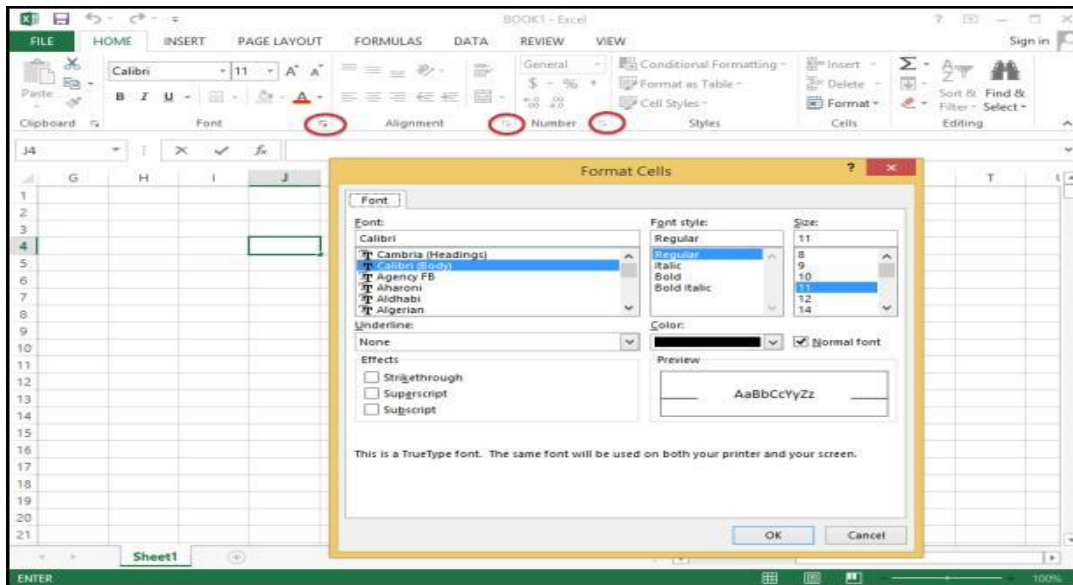 BOOK1 - Excel
FILE HOME INSERT PAGE LAYOUT FORMULAS DATA REVIEW VIEW Sign in
Paste
Calibri 11
B I U
General
$ - % ,
Conditional Formatting
Format as Table
Cell Styles
Insert
Delete
Format
Sort & Filter
Find & Select
Clipboard Font Alignment Number Styles Cells Editing
J4 fx
G H I J T
Format Cells
Font
Font: Font style: Size:
Calibri Regular 11
Cambria (Headings) Regular 8
Calibri (Body) Italic 9
Agency FB Bold 10
Aharoni Bold Italic 11
Aldhabi 12
Algerian 14
Underline: Color:
None Normal font
Effects Preview
Strikethrough
Superscript AaBbCcYyZz
Subscript
This is a TrueType font. The same font will be used on both your printer and your screen.
OK Cancel
1
2
3
4
5
6
7
8
9
10
11
12
13
14
15
16
17
18
19
20
21
Sheet1
ENTER 100%